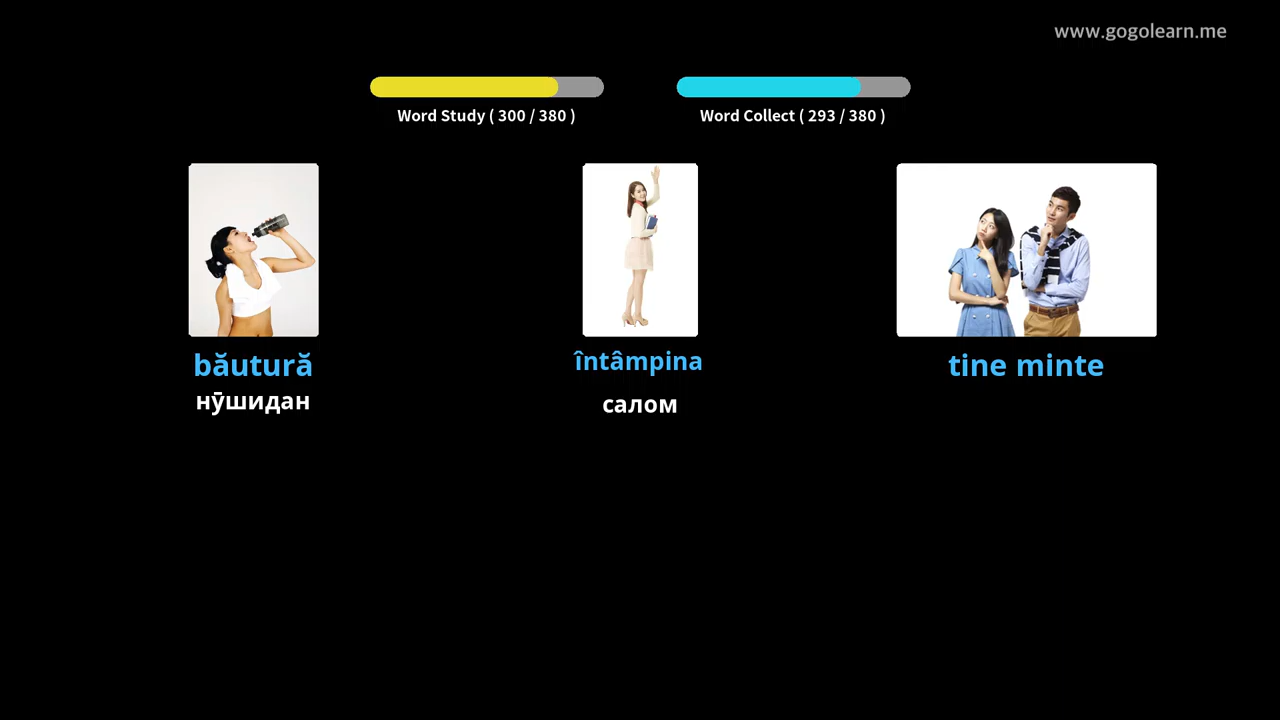 www.gogolearn.me
Word Study ( 300 / 380 )
Word Collect ( 293 / 380 )
băutură
întâmpina
tine minte
нӯшидан
салом